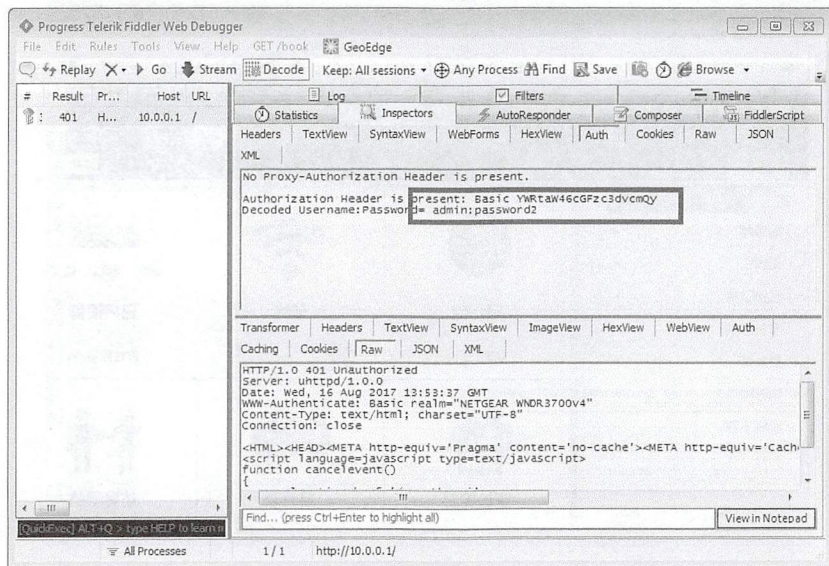 Progress Telerik Fiddler Web Debugger
File Edit Rules Tools View Help GET /book GeoEdge
Replay X Go Stream Decode Keep: All sessions Any Process Find Save Browse
# Result Pr... Host URL
1 401 H... 10.0.0.1 /
Log Filters Timeline
Statistics Inspectors AutoResponder Composer FiddlerScript
Headers TextView SyntaxView WebForms HexView Auth Cookies Raw JSON
XML
No Proxy-Authorization Header is present.
Authorization Header is present: Basic YWRtaW46cGFzc3dvcmQy
Decoded Username:Password= admin:password2
Transformer Headers TextView SyntaxView ImageView HexView WebView Auth
Caching Cookies Raw JSON XML
HTTP/1.0 401 Unauthorized
Server: uhttpd/1.0.0
Date: Wed, 16 Aug 2017 13:53:37 GMT
WWW-Authenticate: Basic realm="NETGEAR WNDR3700v4"
Content-Type: text/html; charset="UTF-8"
Connection: close
<HTML><HEAD><META http-equiv='Pragma' content='no-cache'><META http-equiv='Cach
<script language=javascript type=text/javascript>
function cancelevent()
{
Find... (press Ctrl+Enter to highlight all) View in Notepad
[QuickExec] ALT+Q > type HELP to learn
All Processes 1 / 1 http://10.0.0.1/